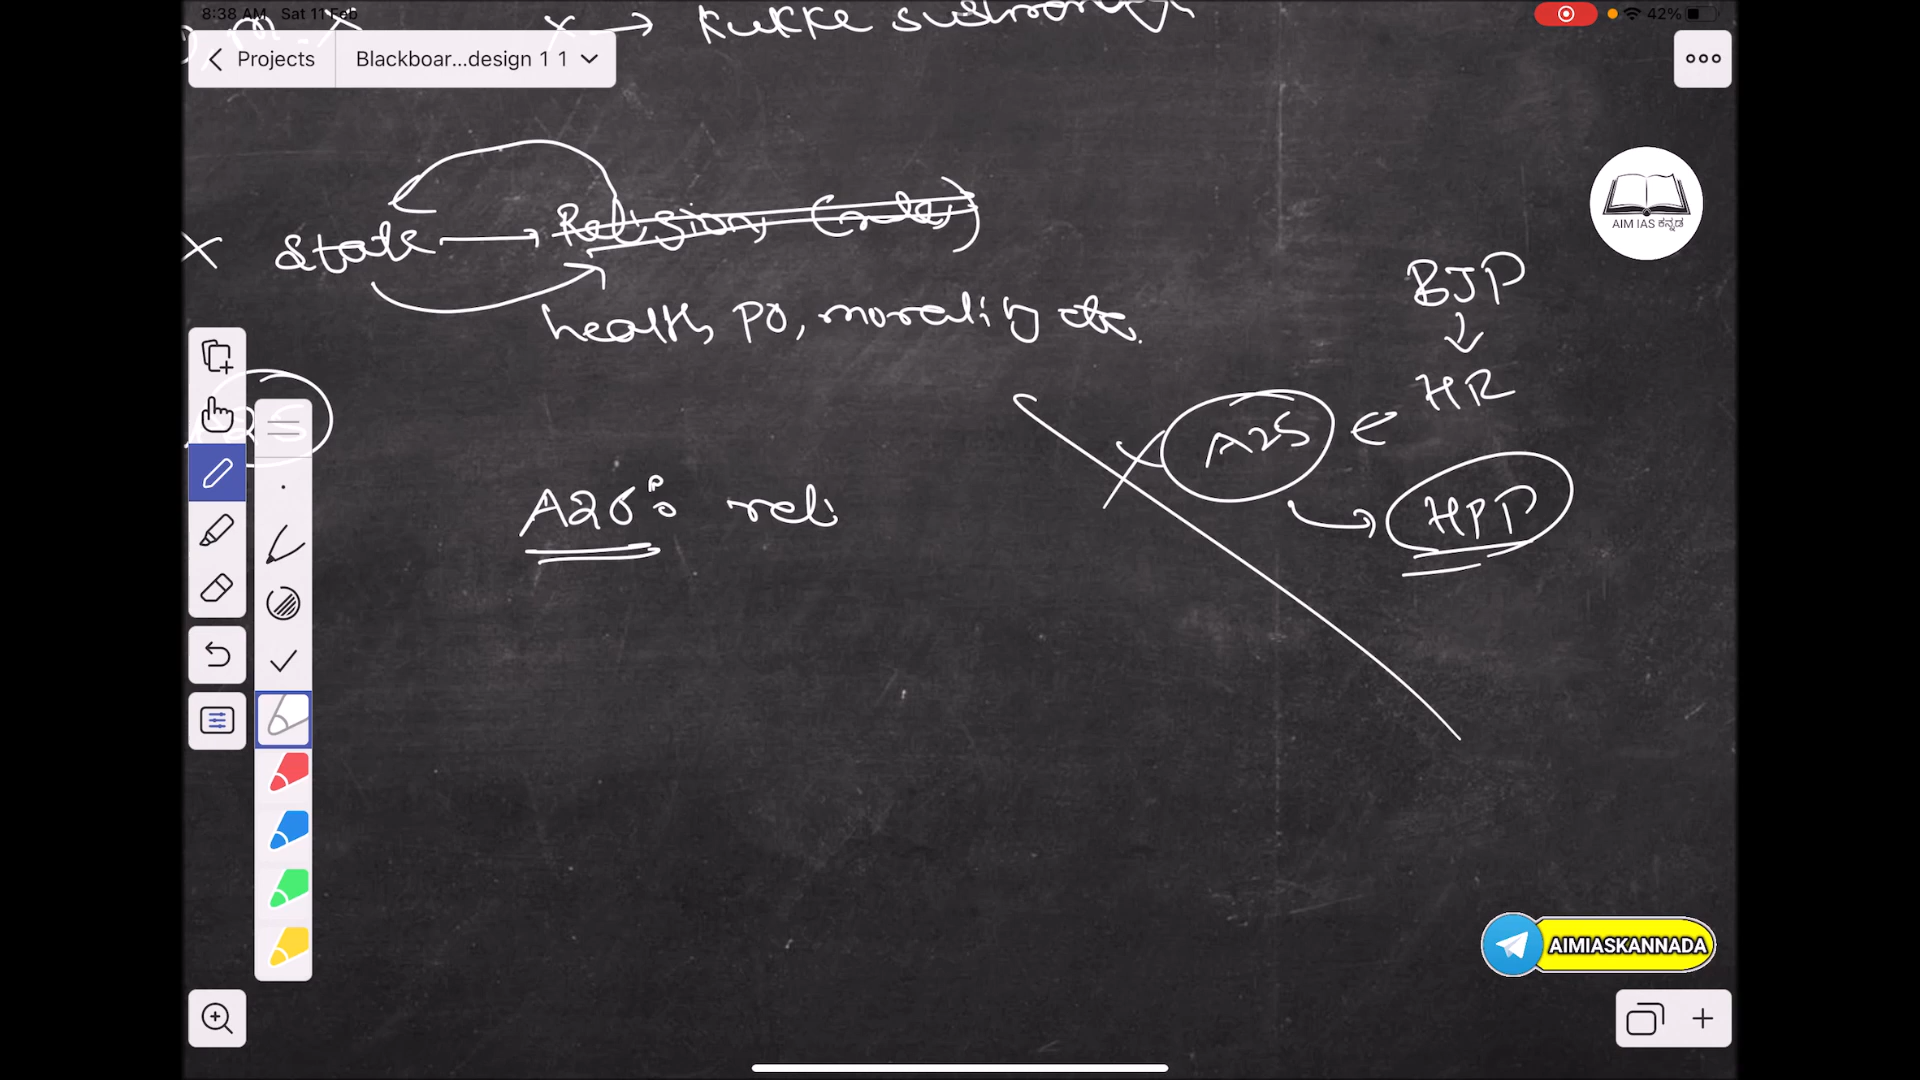 8:38 AM Sat 11 Feb
42%
x → Kukke
Projects
Blackboar...design 1 1
x State → Religion,
health, PO, morality etc.
AIM IAS ಕನ್ನಡ
BJP
↓
HR
A25 ←
HPP
A26: reli
AIMIASKANNADA